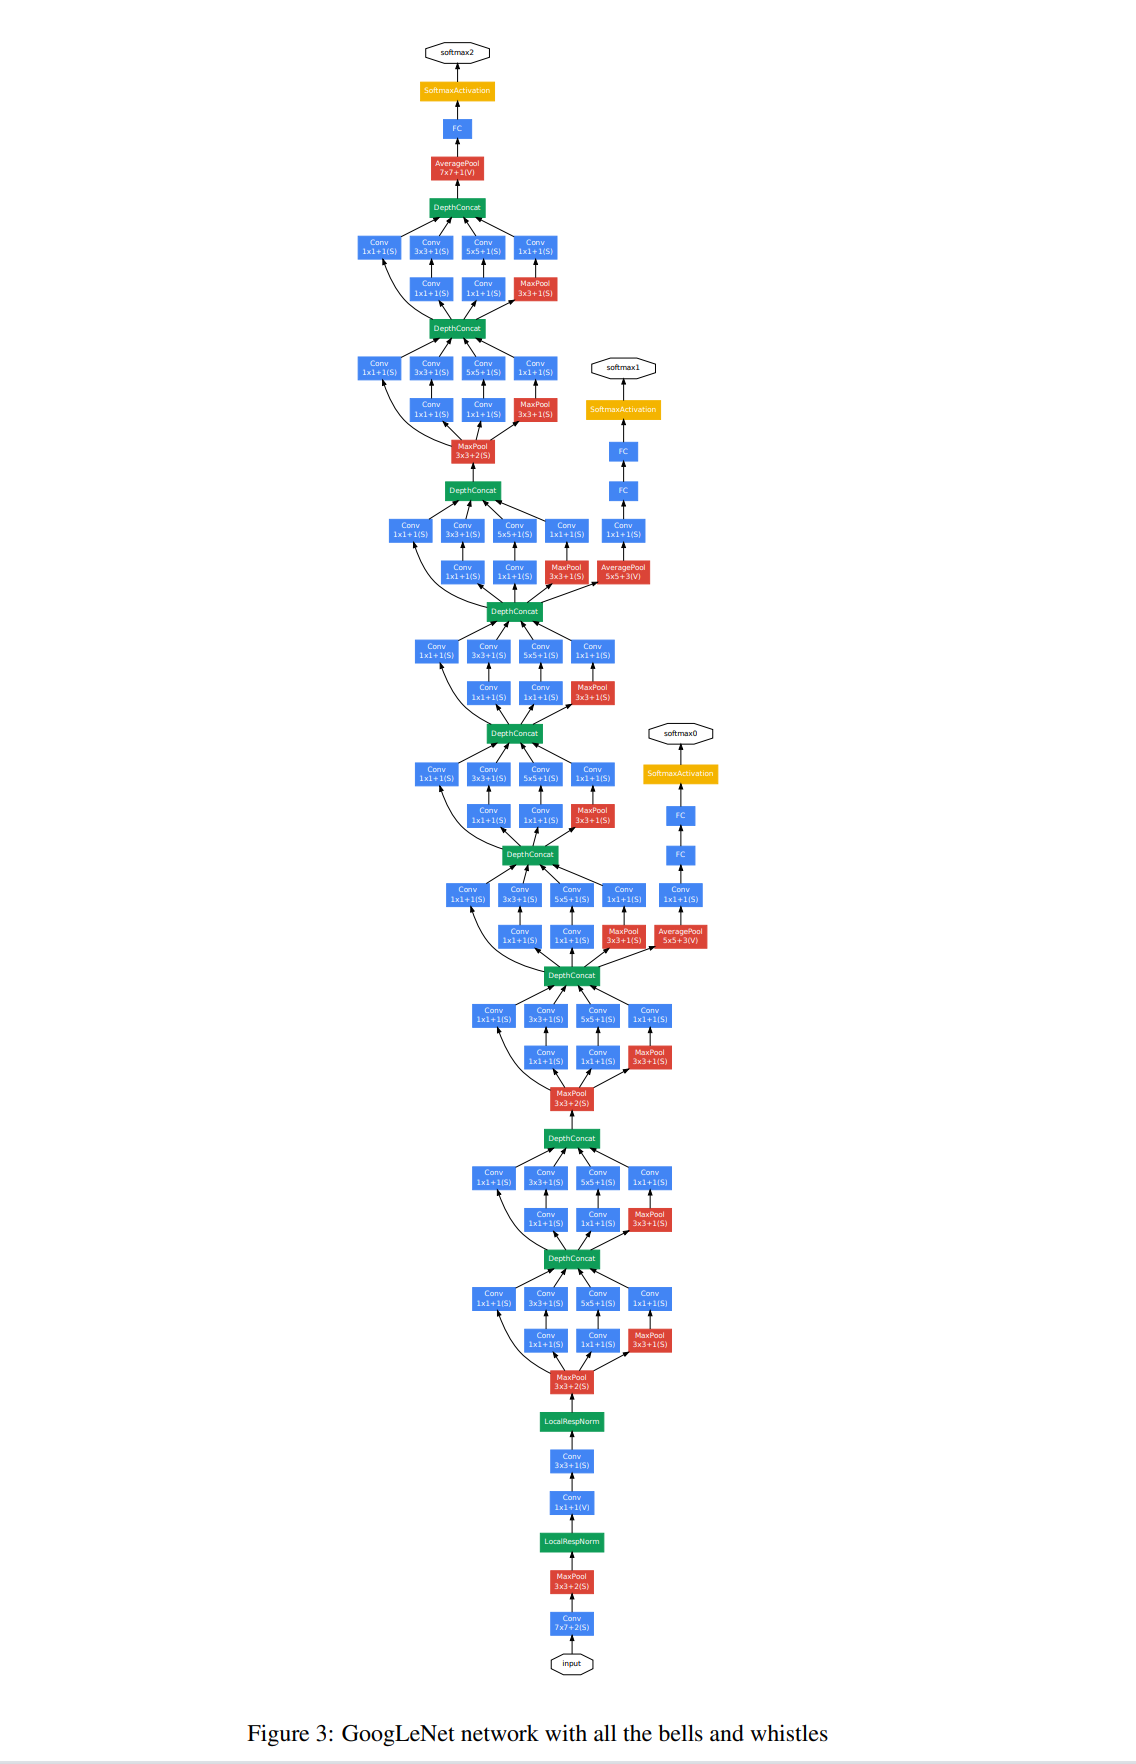 softmax2
SoftmaxActivation
FC
AveragePool
7x7+1(V)
DepthConcat
Conv
1x1+1(S)
Conv
3x3+1(S)
Conv
5x5+1(S)
Conv
1x1+1(S)
Conv
1x1+1(S)
Conv
1x1+1(S)
MaxPool
3x3+1(S)
DepthConcat
Conv
1x1+1(S)
Conv
3x3+1(S)
Conv
5x5+1(S)
Conv
1x1+1(S)
softmax1
Conv
1x1+1(S)
Conv
1x1+1(S)
MaxPool
3x3+1(S)
SoftmaxActivation
MaxPool
3x3+2(S)
FC
DepthConcat
FC
Conv
1x1+1(S)
Conv
3x3+1(S)
Conv
5x5+1(S)
Conv
1x1+1(S)
Conv
1x1+1(S)
Conv
1x1+1(S)
Conv
1x1+1(S)
MaxPool
3x3+1(S)
AveragePool
5x5+3(V)
DepthConcat
Conv
1x1+1(S)
Conv
3x3+1(S)
Conv
5x5+1(S)
Conv
1x1+1(S)
Conv
1x1+1(S)
Conv
1x1+1(S)
MaxPool
3x3+1(S)
DepthConcat
softmax0
Conv
1x1+1(S)
Conv
3x3+1(S)
Conv
5x5+1(S)
Conv
1x1+1(S)
SoftmaxActivation
Conv
1x1+1(S)
Conv
1x1+1(S)
MaxPool
3x3+1(S)
FC
DepthConcat
FC
Conv
1x1+1(S)
Conv
3x3+1(S)
Conv
5x5+1(S)
Conv
1x1+1(S)
Conv
1x1+1(S)
Conv
1x1+1(S)
Conv
1x1+1(S)
MaxPool
3x3+1(S)
AveragePool
5x5+3(V)
DepthConcat
Conv
1x1+1(S)
Conv
3x3+1(S)
Conv
5x5+1(S)
Conv
1x1+1(S)
Conv
1x1+1(S)
Conv
1x1+1(S)
MaxPool
3x3+1(S)
MaxPool
3x3+2(S)
DepthConcat
Conv
1x1+1(S)
Conv
3x3+1(S)
Conv
5x5+1(S)
Conv
1x1+1(S)
Conv
1x1+1(S)
Conv
1x1+1(S)
MaxPool
3x3+1(S)
DepthConcat
Conv
1x1+1(S)
Conv
3x3+1(S)
Conv
5x5+1(S)
Conv
1x1+1(S)
Conv
1x1+1(S)
Conv
1x1+1(S)
MaxPool
3x3+1(S)
MaxPool
3x3+2(S)
LocalRespNorm
Conv
3x3+1(S)
Conv
1x1+1(V)
LocalRespNorm
MaxPool
3x3+2(S)
Conv
7x7+2(S)
input
Figure 3: GoogLeNet network with all the bells and whistles